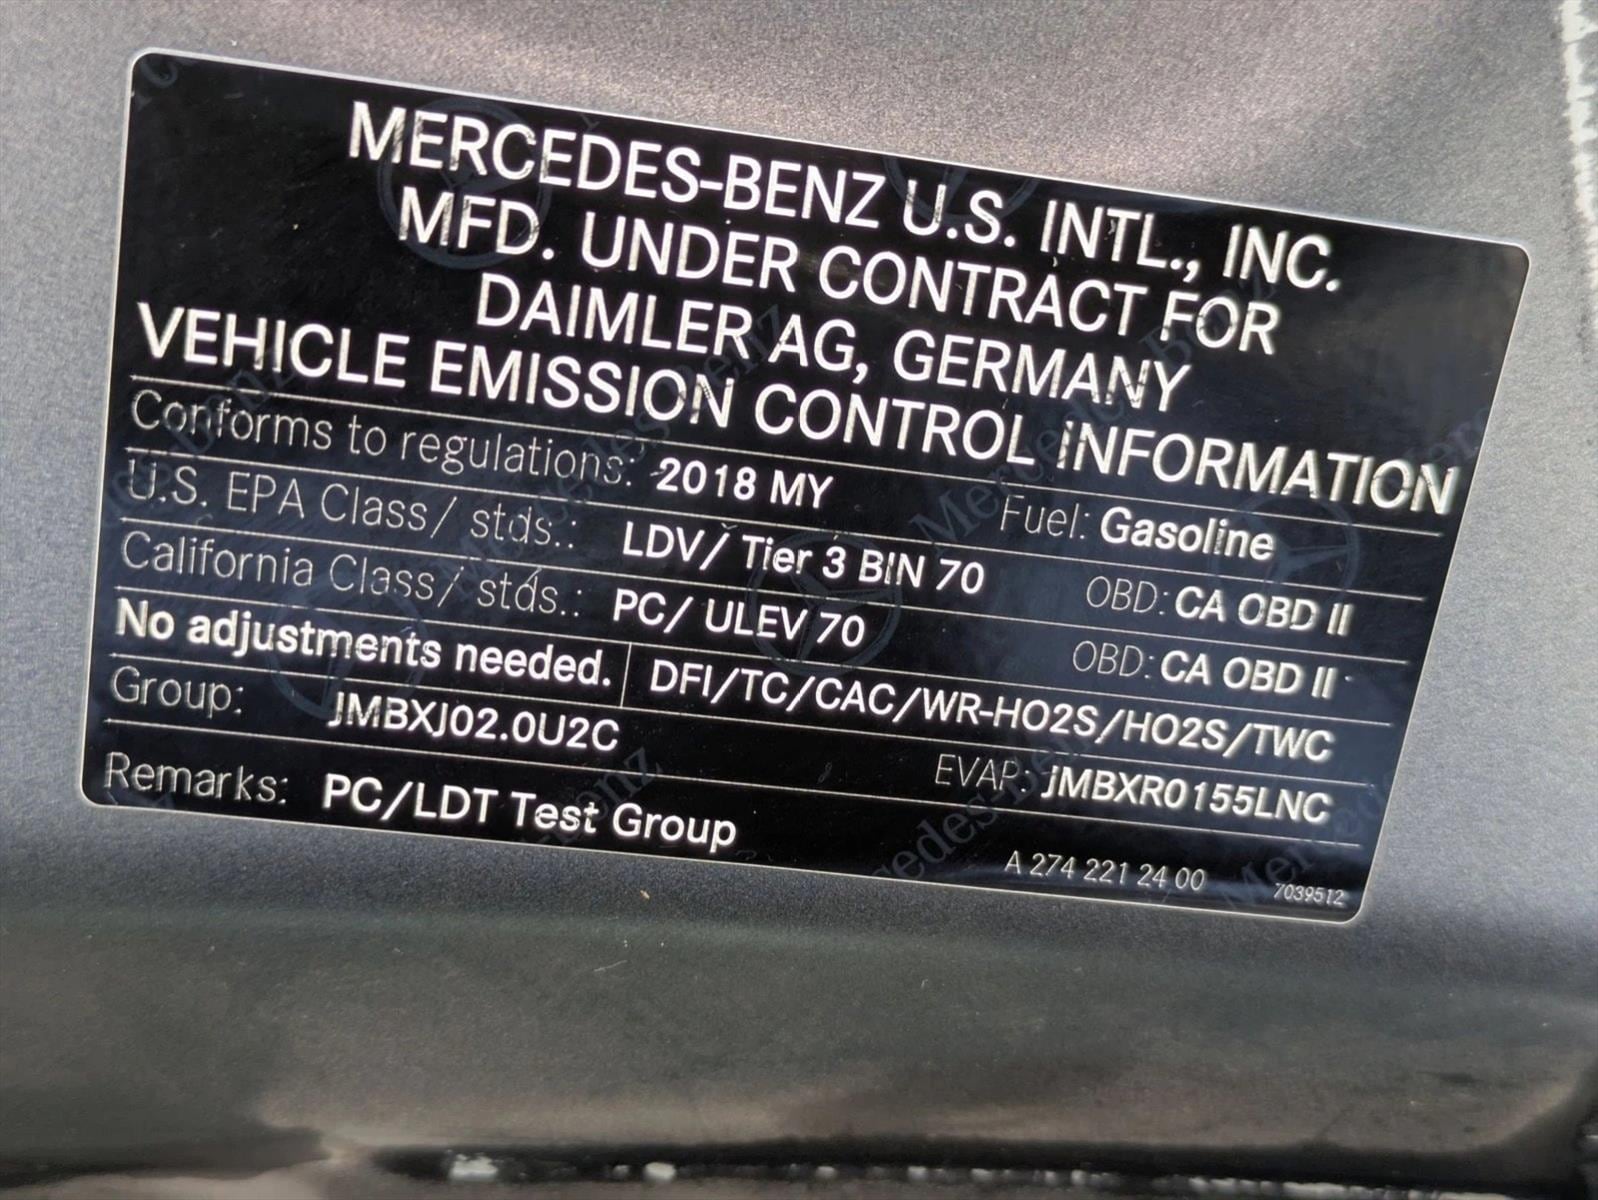 MERCEDES-BENZ U.S. INTL., INC.
MFD. UNDER CONTRACT FOR
DAIMLER AG, GERMANY
VEHICLE EMISSION CONTROL INFORMATION
Conforms to regulations: 2018 MY Fuel: Gasoline
U.S. EPA Class/ stds.: LDV/ Tier 3 BIN 70 OBD: CA OBD II
California Class/ stds.: PC/ ULEV 70 OBD: CA OBD II
No adjustments needed. DFI/TC/CAC/WR-HO2S/HO2S/TWC
Group: JMBXJ02.0U2C EVAP: JMBXR0155LNC
Remarks: PC/LDT Test Group
A 274 221 24 00 7039512